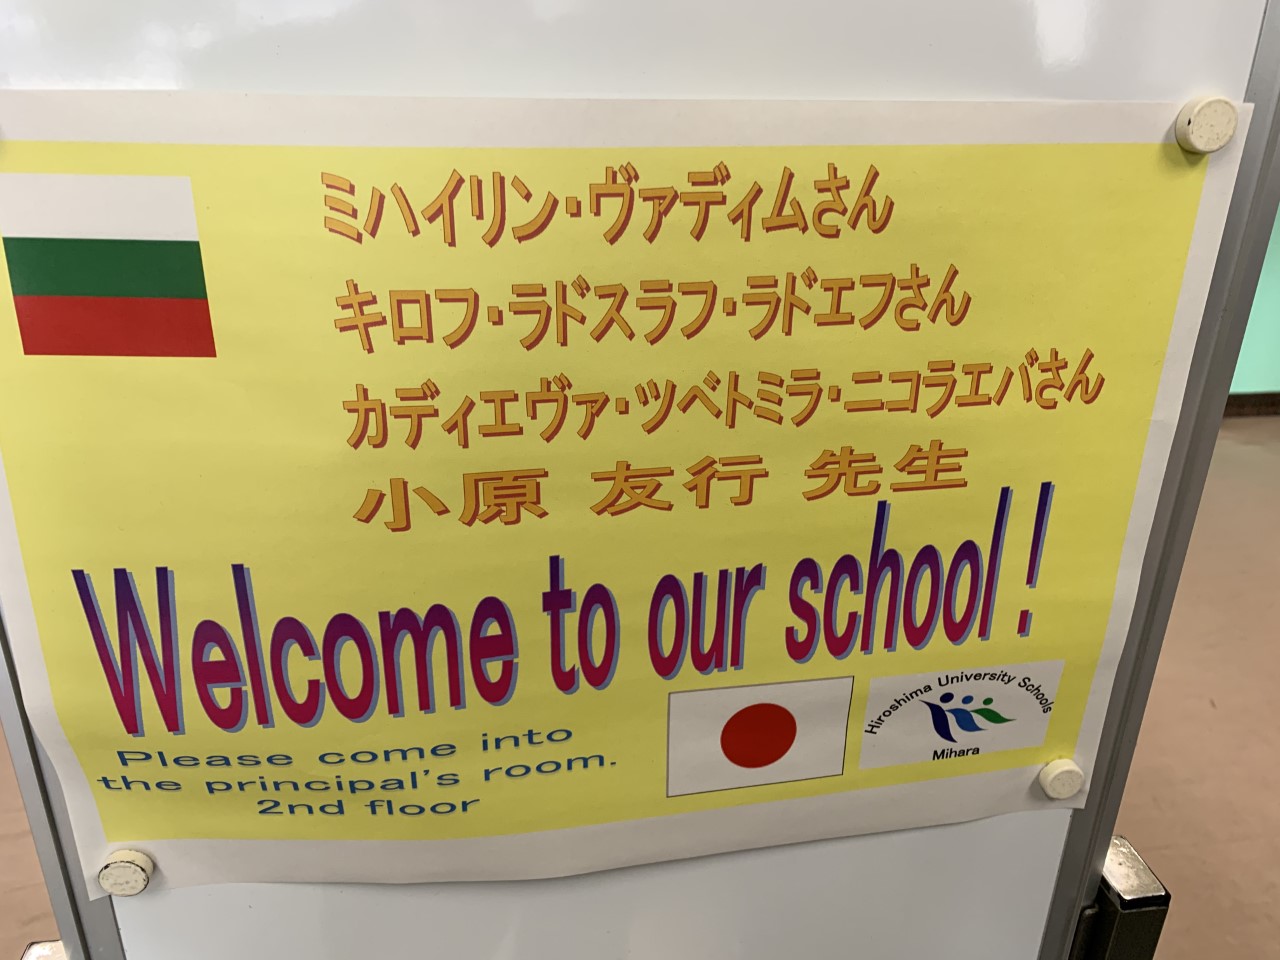 ミハイリン・ヴァディムさん
キロフ・ラドスラフ・ラドエフさん
カディエヴァ・ツベトミラ・ニコラエバさん
小原 友行 先生
Welcome to our school!
Please come into
the principal's room.
2nd floor
Hiroshima University Schools
Mihara